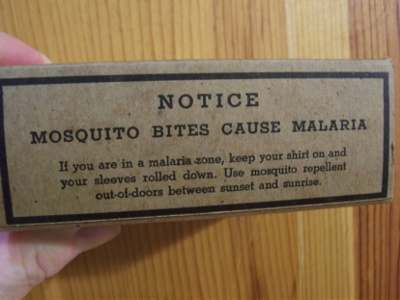 NOTICE
MOSQUITO BITES CAUSE MALARIA
If you are in a malaria zone, keep your shirt on and
your sleeves rolled down. Use mosquito repellent
out-of-doors between sunset and sunrise.